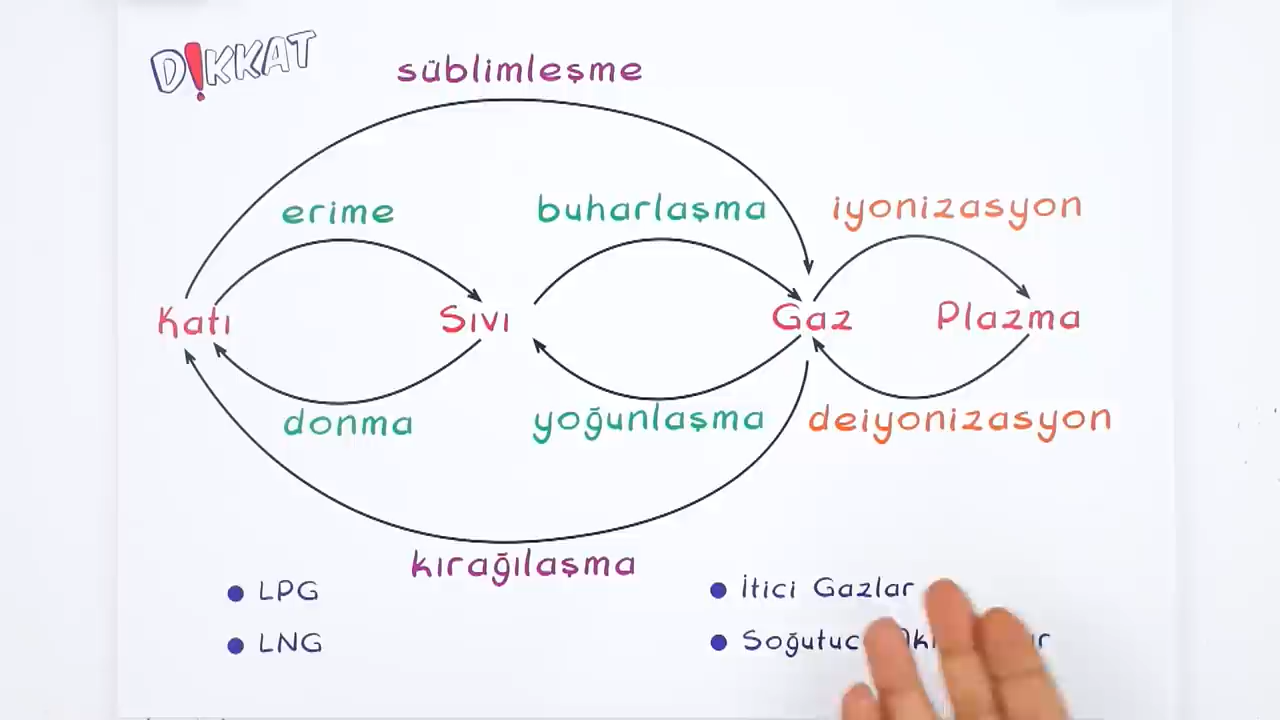 DİKKAT
süblimleşme
erime
buharlaşma
iyonizasyon
Katı
Sıvı
Gaz
Plazma
donma
yoğunlaşma
deiyonizasyon
kırağılaşma
LPG
LNG
İtici Gazlar